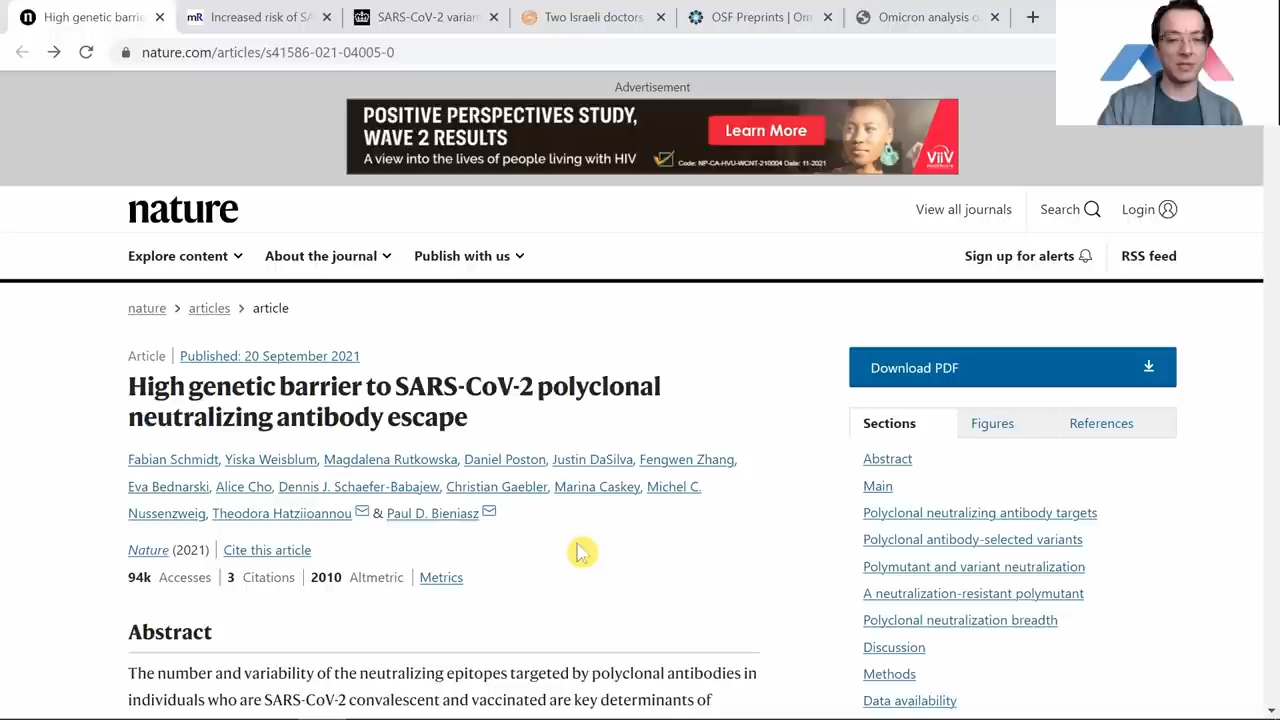 High genetic barrie
Increased risk of SA
SARS-CoV-2 varian
Two Israeli doctors
OSF Preprints | Om
Omicron analysis o
nature.com/articles/s41586-021-04005-0
Advertisement
POSITIVE PERSPECTIVES STUDY,
WAVE 2 RESULTS
A view into the lives of people living with HIV
Learn More
Code: NP-CA-HVU-WCNT-210004 Date: 11-2021
ViiV
nature
View all journals
Search
Login
Explore content
About the journal
Publish with us
Sign up for alerts
RSS feed
nature > articles > article
Article | Published: 20 September 2021
High genetic barrier to SARS-CoV-2 polyclonal
neutralizing antibody escape
Fabian Schmidt, Yiska Weisblum, Magdalena Rutkowska, Daniel Poston, Justin DaSilva, Fengwen Zhang,
Eva Bednarski, Alice Cho, Dennis J. Schaefer-Babajew, Christian Gaebler, Marina Caskey, Michel C.
Nussenzweig, Theodora Hatziioannou & Paul D. Bieniasz
Nature (2021) | Cite this article
94k Accesses | 3 Citations | 2010 Altmetric | Metrics
Abstract
The number and variability of the neutralizing epitopes targeted by polyclonal antibodies in
individuals who are SARS-CoV-2 convalescent and vaccinated are key determinants of
Download PDF
Sections
Figures
References
Abstract
Main
Polyclonal neutralizing antibody targets
Polyclonal antibody-selected variants
Polymutant and variant neutralization
A neutralization-resistant polymutant
Polyclonal neutralization breadth
Discussion
Methods
Data availability